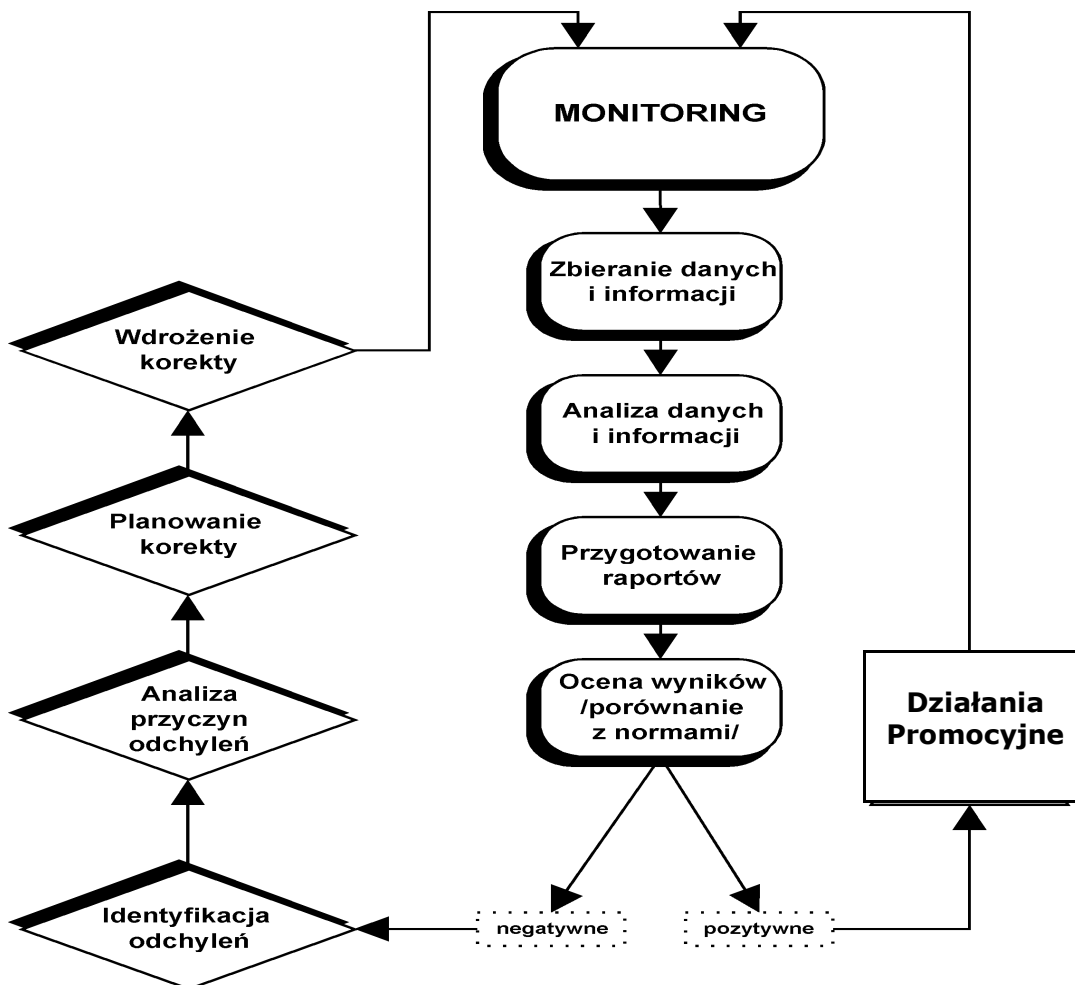 MONITORING
Zbieranie danych
i informacji
Wdrożenie
korekty
Analiza danych
i informacji
Planowanie
korekty
Przygotowanie
raportów
Analiza
przyczyn
odchyleń
Ocena wyników
/porównanie
z normami/
Działania
Promocyjne
Identyfikacja
odchyleń
negatywne
pozytywne